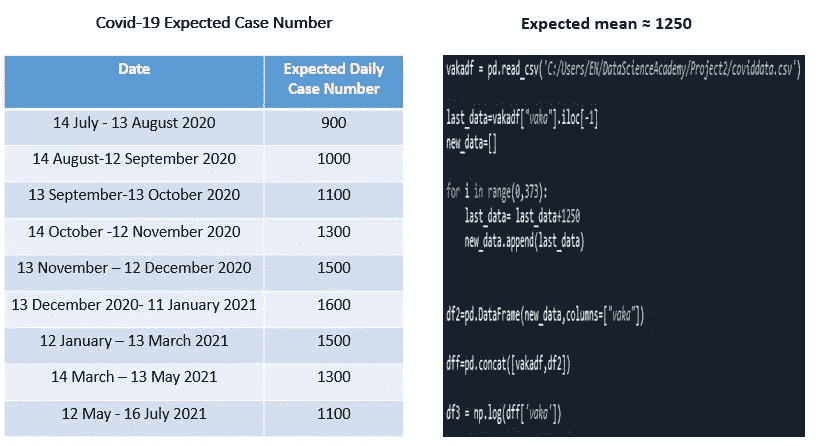 Covid-19 Expected Case Number
Date
Expected Daily
Case Number
14 July - 13 August 2020
900
14 August-12 September 2020
1000
13 September-13 October 2020
1100
14 October -12 November 2020
1300
13 November – 12 December 2020
1500
13 December 2020- 11 January 2021
1600
12 January – 13 March 2021
1500
14 March – 13 May 2021
1300
12 May - 16 July 2021
1100
Expected mean ≈ 1250
vakadf = pd.read_csv('C:/Users/EN/DataScienceAcademy/Project2/coviddata.csv')
last_data=vakadf["vaka"].iloc[-1]
new_data=[]
for i in range(0,373):
    last_data= last_data+1250
    new_data.append(last_data)
df2=pd.DataFrame(new_data,columns=["vaka"])
dff=pd.concat([vakadf,df2])
df3 = np.log(dff['vaka'])